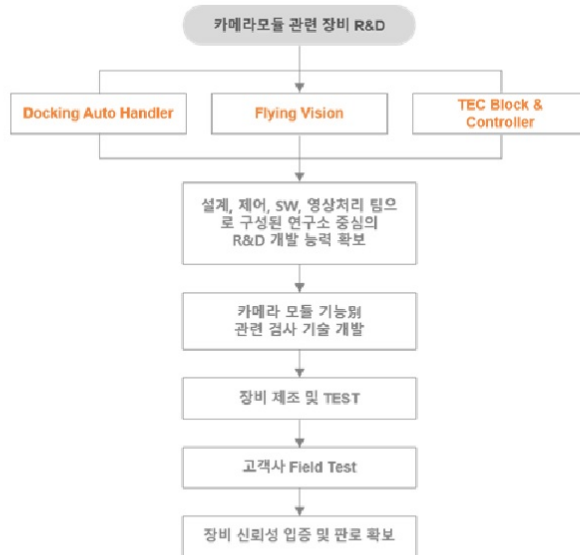 카메라모듈 관련 장비 R&D
Docking Auto Handler
Flying Vision
TEC Block &
Controller
설계, 제어, SW, 영상처리 팀으
로 구성된 연구소 중심의
R&D 개발 능력 확보
카메라 모듈 기능別
관련 검사 기술 개발
장비 제조 및 TEST
고객사 Field Test
장비 신뢰성 입증 및 판로 확보